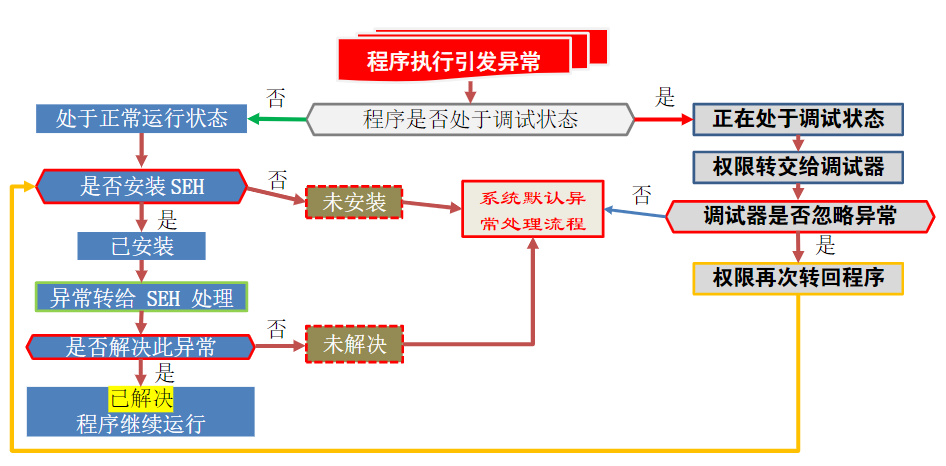 程序执行引发异常
否
是
处于正常运行状态
程序是否处于调试状态
正在处于调试状态
权限转交给调试器
是否安装 SEH
否
未安装
系统默认异
常处理流程
否
调试器是否忽略异常
是
是
已安装
权限再次转回程序
异常转给 SEH 处理
是否解决此异常
否
未解决
是
已解决
程序继续运行